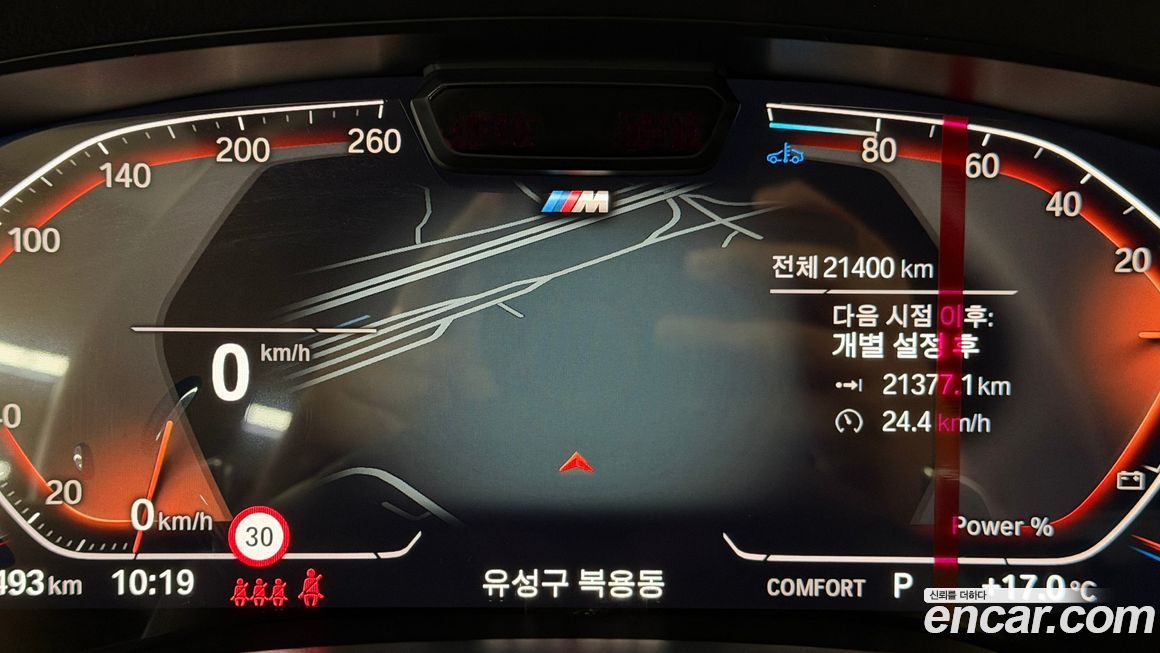 260
200
140
100
80
60
40
20
M
전체 21400 km
다음 시점 이후:
개별 설정 후
21377.1 km
24.4 km/h
0 km/h
20
0 km/h
30
Power %
493 km
10:19
유성구 복용동
COMFORT
P
+17.0 °C
신뢰를 더하다
encar.com